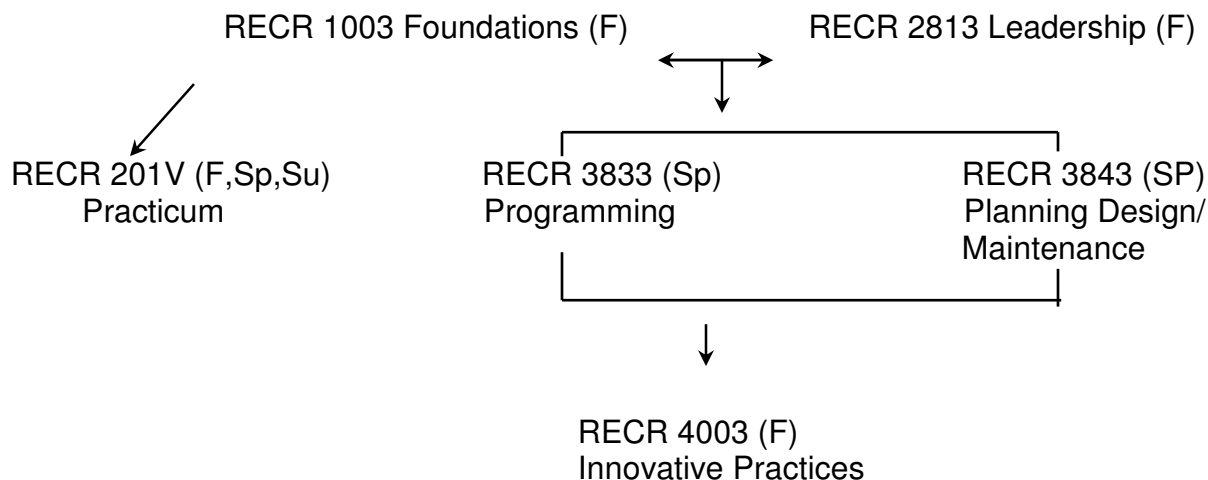 RECR 1003 Foundations (F) RECR 2813 Leadership (F)
RECR 201V (F,Sp,Su) RECR 3833 (Sp) RECR 3843 (SP)
Practicum Programming Planning Design/
Maintenance
RECR 4003 (F)
Innovative Practices